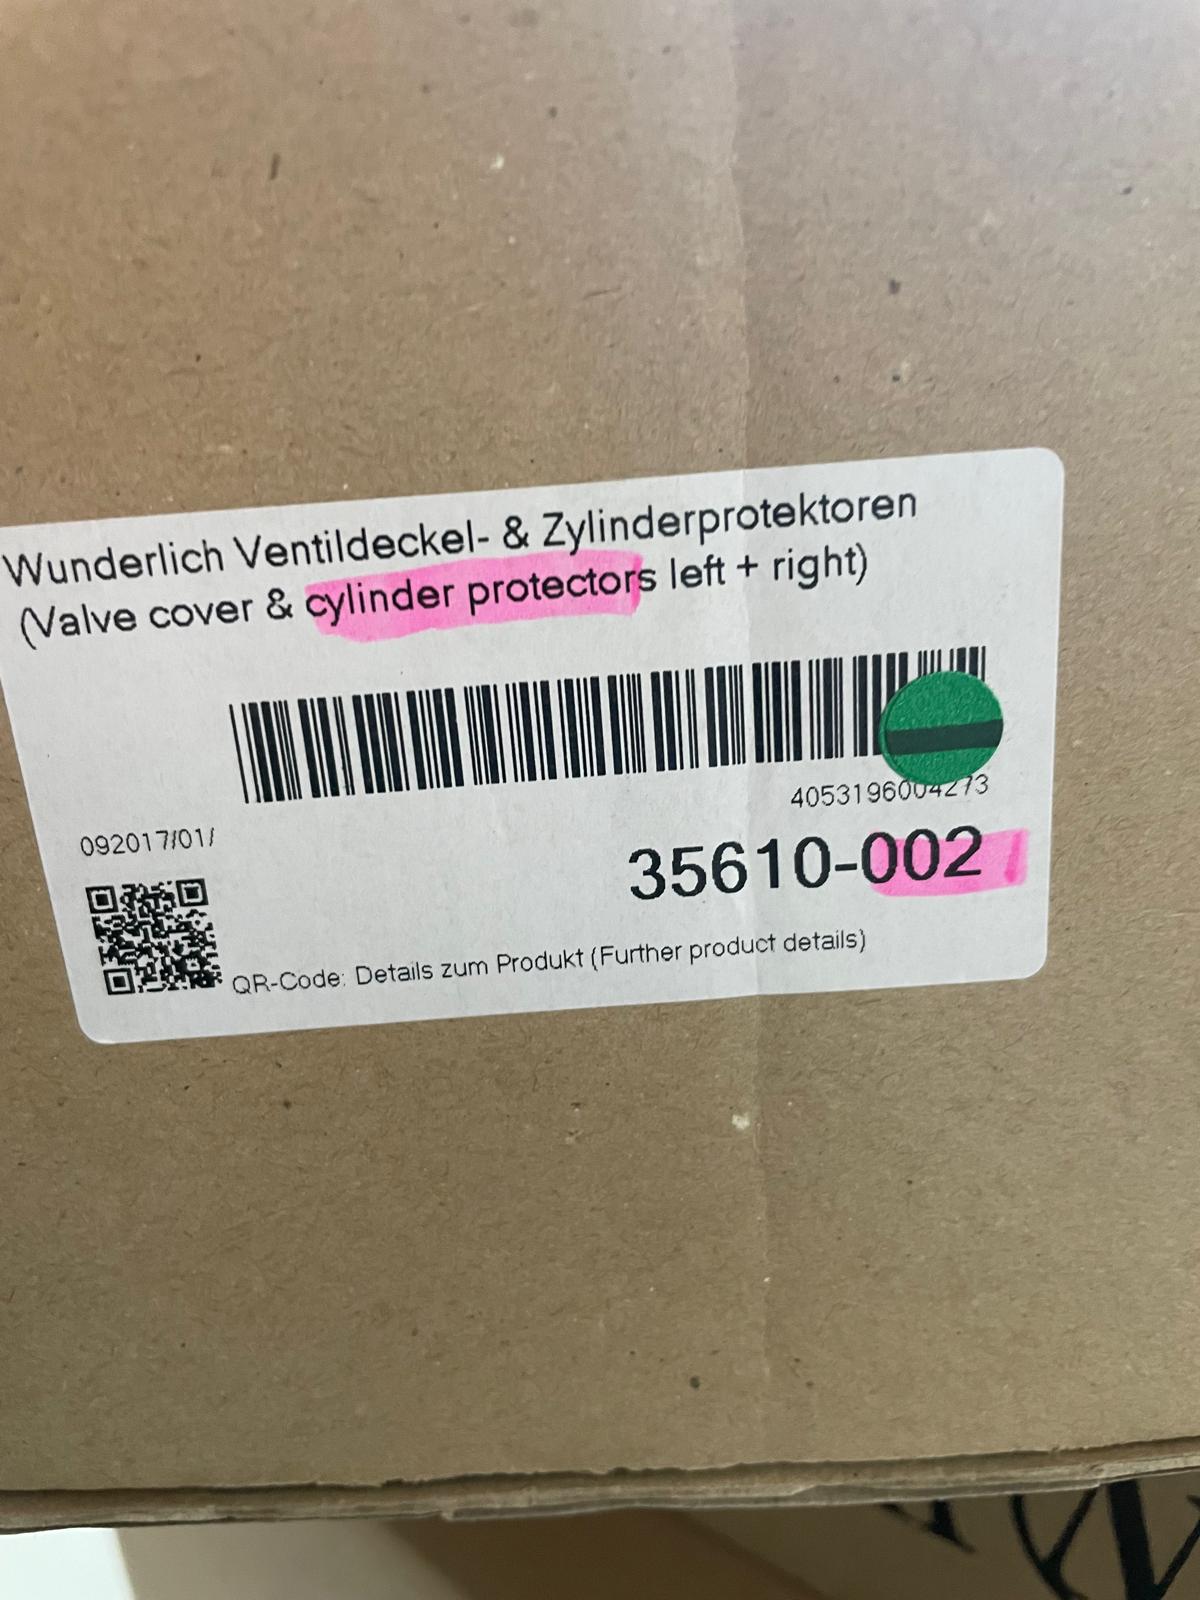 Wunderlich Ventildeckel- & Zylinderprotektoren
(Valve cover & cylinder protectors left + right)
4053196004273
092017/01/
35610-002
QR-Code: Details zum Produkt (Further product details)